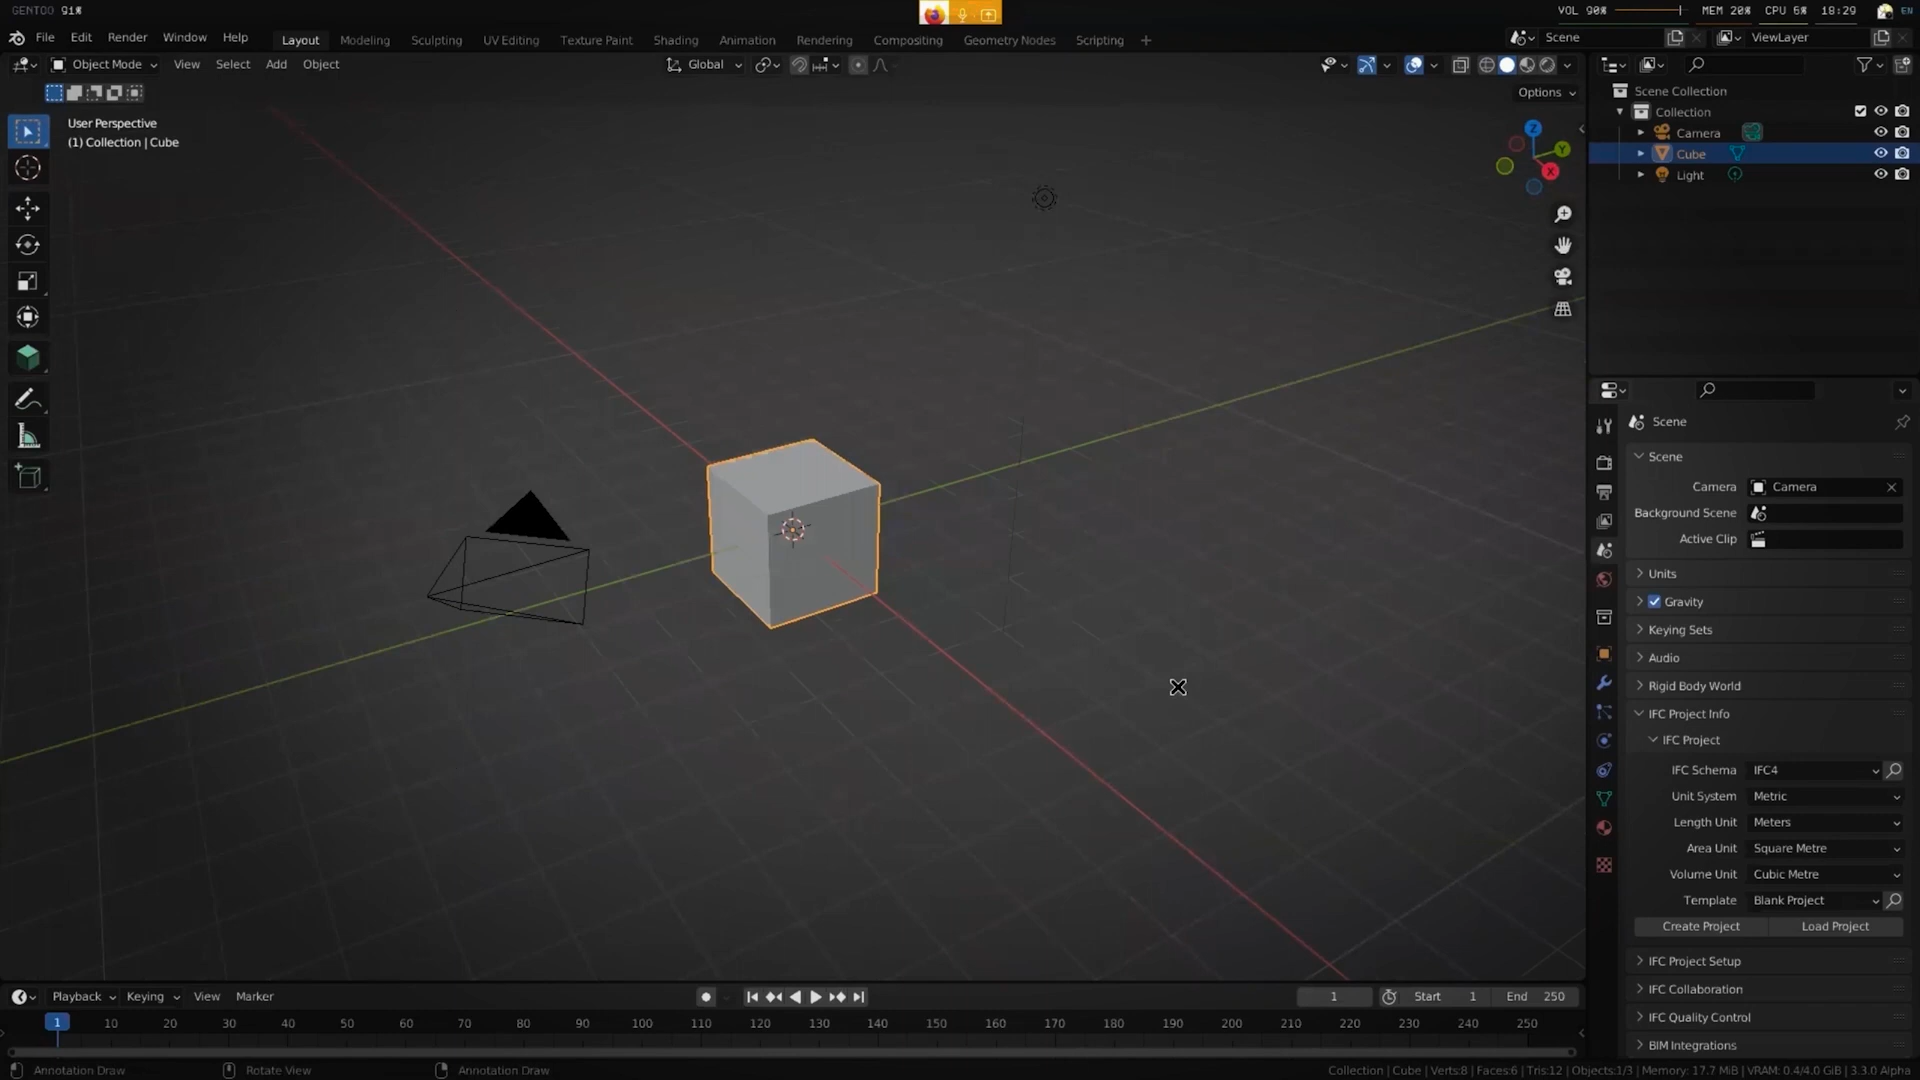 GENTOO 91%
VOL 90% MEM 20% CPU 6% 18:29 EN
File Edit Render Window Help Layout Modeling Sculpting UV Editing Texture Paint Shading Animation Rendering Compositing Geometry Nodes Scripting + Scene ViewLayer
Object Mode View Select Add Object Global
Options
User Perspective
(1) Collection | Cube
Z
Y
X
Scene Collection
Collection
Camera
Cube
Light
Scene
Scene
Camera Camera
Background Scene
Active Clip
Units
Gravity
Keying Sets
Audio
Rigid Body World
IFC Project Info
IFC Project
IFC Schema IFC4
Unit System Metric
Length Unit Meters
Area Unit Square Metre
Volume Unit Cubic Metre
Template Blank Project
Create Project Load Project
IFC Project Setup
IFC Collaboration
IFC Quality Control
BIM Integrations
Playback Keying View Marker 1 Start 1 End 250
1 10 20 30 40 50 60 70 80 90 100 110 120 130 140 150 160 170 180 190 200 210 220 230 240 250
Annotation Draw Rotate View Annotation Draw Collection | Cube | Verts:8 | Faces:6 | Tris:12 | Objects:1/3 | Memory: 17.7 MiB | VRAM: 0.4/4.0 GiB | 3.3.0 Alpha